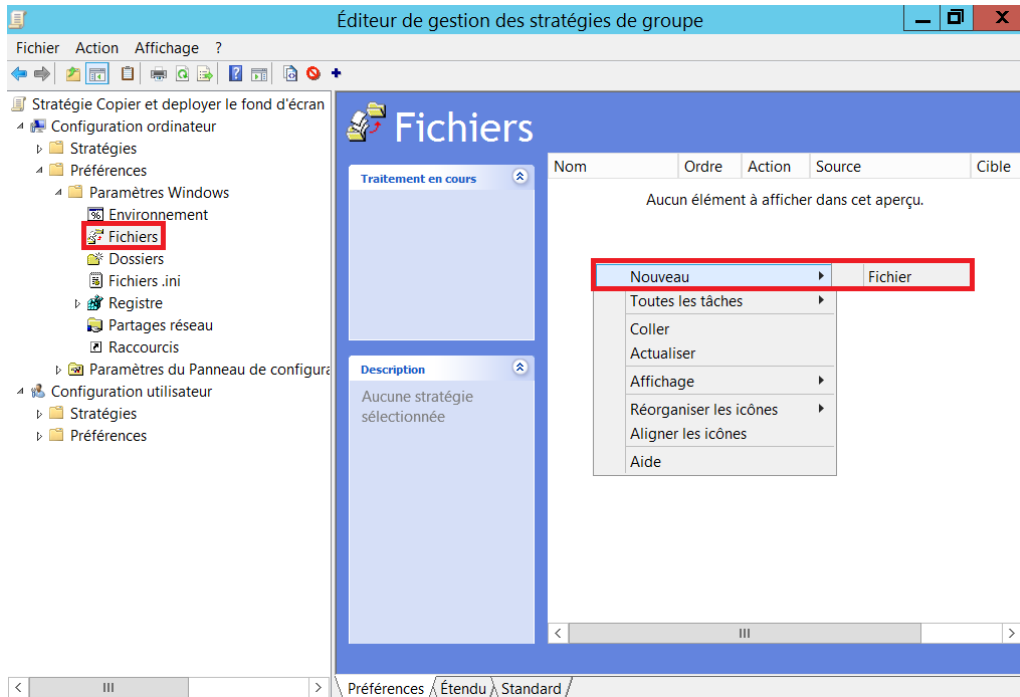 Éditeur de gestion des stratégies de groupe
Fichier Action Affichage ?
Stratégie Copier et deployer le fond d'écran
Configuration ordinateur
Stratégies
Préférences
Paramètres Windows
Environnement
Fichiers
Dossiers
Fichiers .ini
Registre
Partages réseau
Raccourcis
Paramètres du Panneau de configura
Configuration utilisateur
Stratégies
Préférences
Fichiers
Traitement en cours
Description
Aucune stratégie
sélectionnée
Nom Ordre Action Source Cible
Aucun élément à afficher dans cet aperçu.
Nouveau Fichier
Toutes les tâches
Coller
Actualiser
Affichage
Réorganiser les icônes
Aligner les icônes
Aide
Préférences Étendu Standard